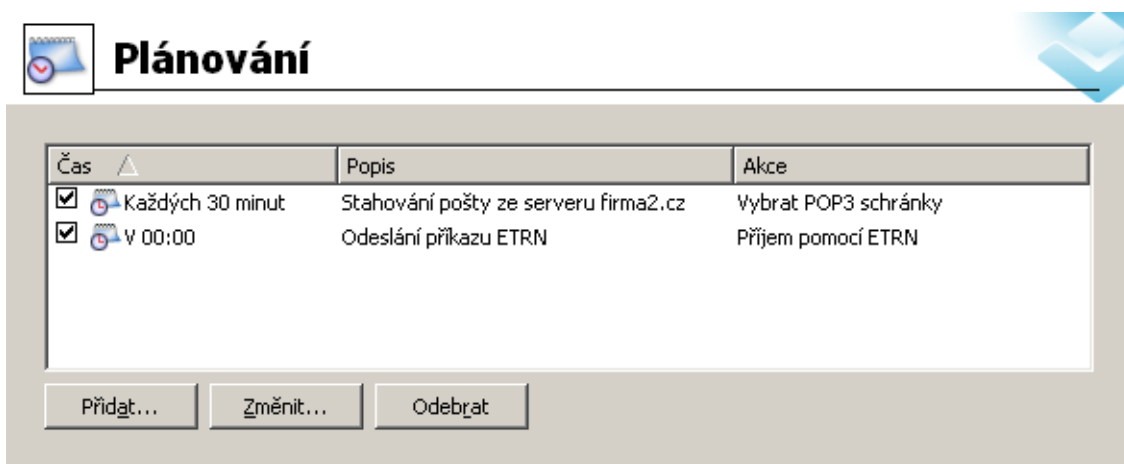 Plánování
Čas Popis Akce
Každých 30 minut Stahování pošty ze serveru firma2.cz Vybrat POP3 schránky
V 00:00 Odeslání příkazu ETRN Příjem pomocí ETRN
Přidat... Změnit... Odebrat